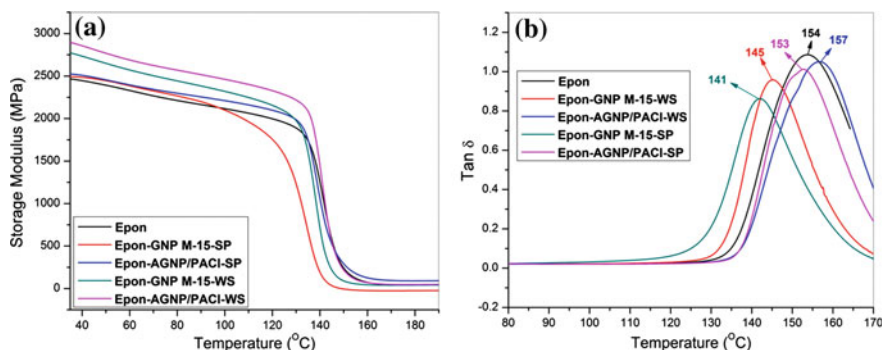 (a)
Storage Modulus (MPa)
3000
2500
2000
1500
1000
500
0
Epon
Epon-GNP M-15-SP
Epon-AGNP/PACI-SP
Epon-GNP M-15-WS
Epon-AGNP/PACI-WS
40 60 80 100 120 140 160 180
Temperature (°C)
(b)
Tan δ
1.4
1.2
1.0
0.8
0.6
0.4
0.2
0.0
-0.2
141
145
153
154
157
Epon
Epon-GNP M-15-WS
Epon-AGNP/PACI-WS
Epon-GNP M-15-SP
Epon-AGNP/PACI-SP
80 90 100 110 120 130 140 150 160 170
Temperature (°C)